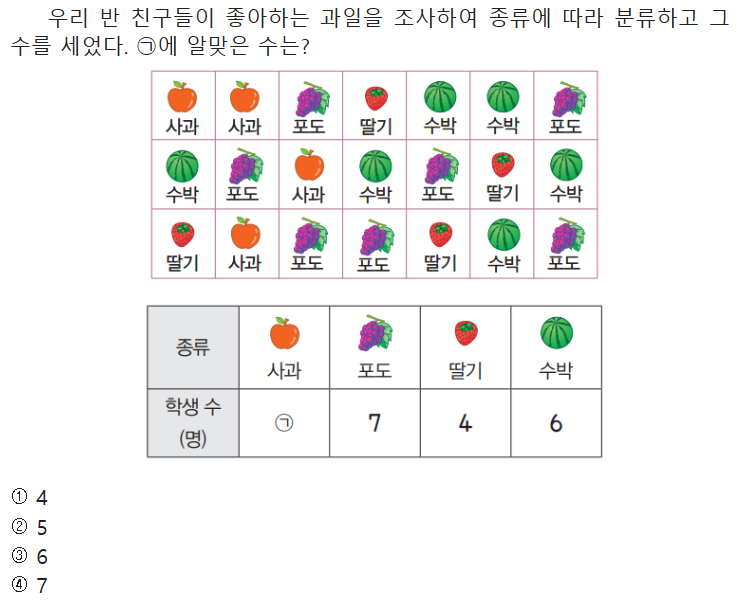 우리 반 친구들이 좋아하는 과일을 조사하여 종류에 따라 분류하고 그
수를 세었다. ㉠에 알맞은 수는?
사과 사과 포도 딸기 수박 수박 포도
수박 포도 사과 수박 포도 딸기 수박
딸기 사과 포도 포도 딸기 수박 포도
종류 사과 포도 딸기 수박
학생 수
(명) ㉠ 7 4 6
① 4
② 5
③ 6
④ 7